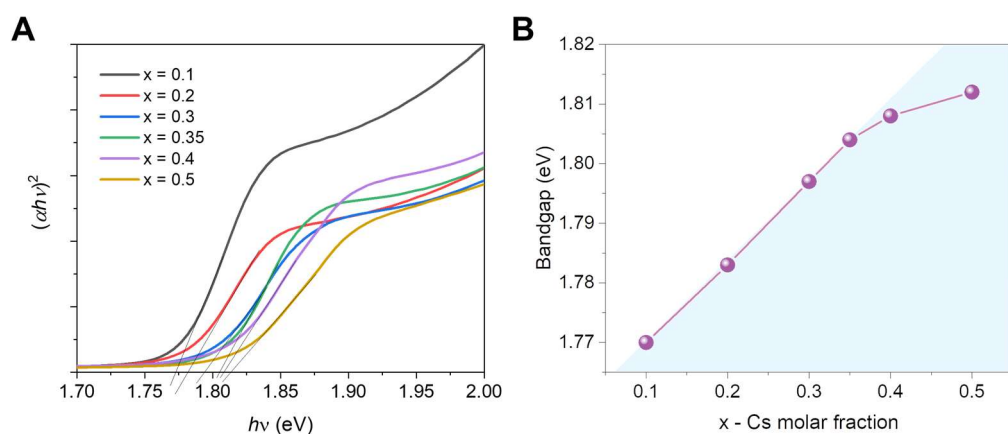 A
x = 0.1
x = 0.2
x = 0.3
x = 0.35
x = 0.4
x = 0.5
(αhν)²
1.70 1.75 1.80 1.85 1.90 1.95 2.00
hν (eV)
B
1.82
1.81
1.80
1.79
1.78
1.77
Bandgap (eV)
0.1 0.2 0.3 0.4 0.5
x - Cs molar fraction